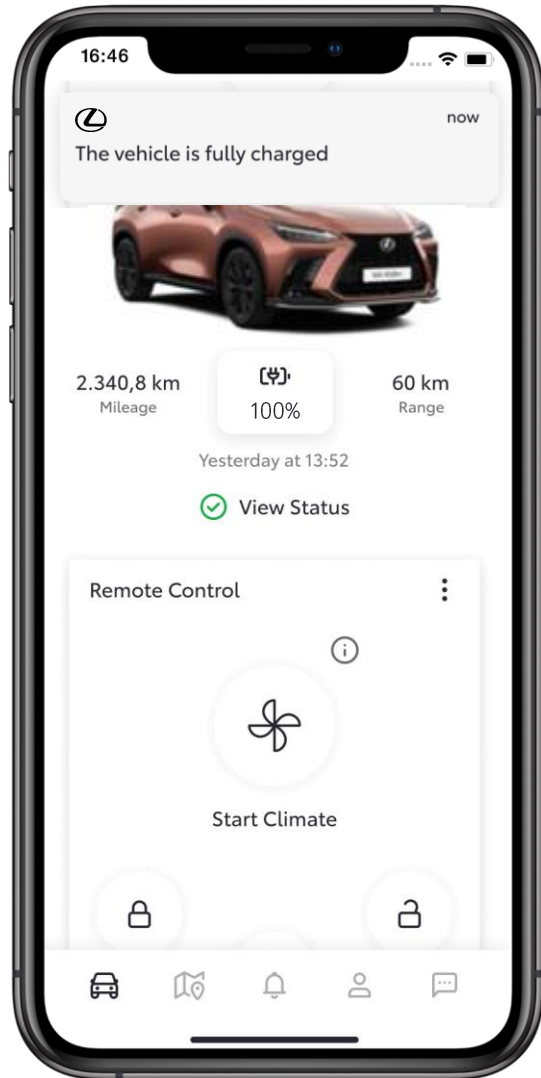 16:46
now
The vehicle is fully charged
2.340,8 km
Mileage
100%
60 km
Range
Yesterday at 13:52
View Status
Remote Control
Start Climate